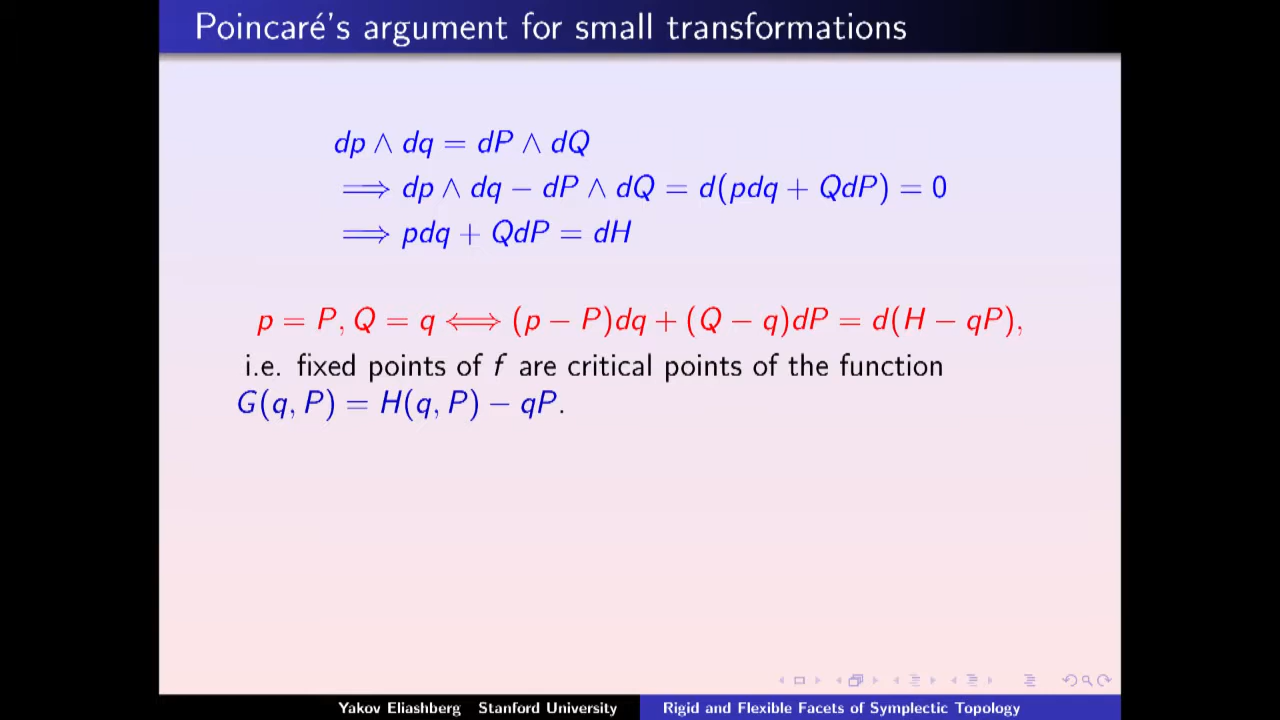 Poincaré's argument for small transformations
dp ∧ dq = dP ∧ dQ
⟹ dp ∧ dq − dP ∧ dQ = d(pdq + QdP) = 0
⟹ pdq + QdP = dH
p = P, Q = q ⟺ (p − P)dq + (Q − q)dP = d(H − qP),
i.e. fixed points of f are critical points of the function
G(q, P) = H(q, P) − qP.
Yakov Eliashberg Stanford University
Rigid and Flexible Facets of Symplectic Topology